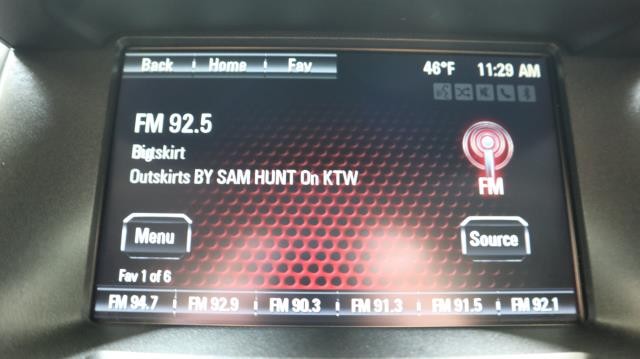 Back Home Fav 46°F 11:29 AM
FM 92.5
Outskirts BY SAM HUNT On KTW
FM
Menu Source
Fav 1 of 6
FM 94.7 FM 92.9 FM 90.3 FM 91.3 FM 91.5 FM 92.1